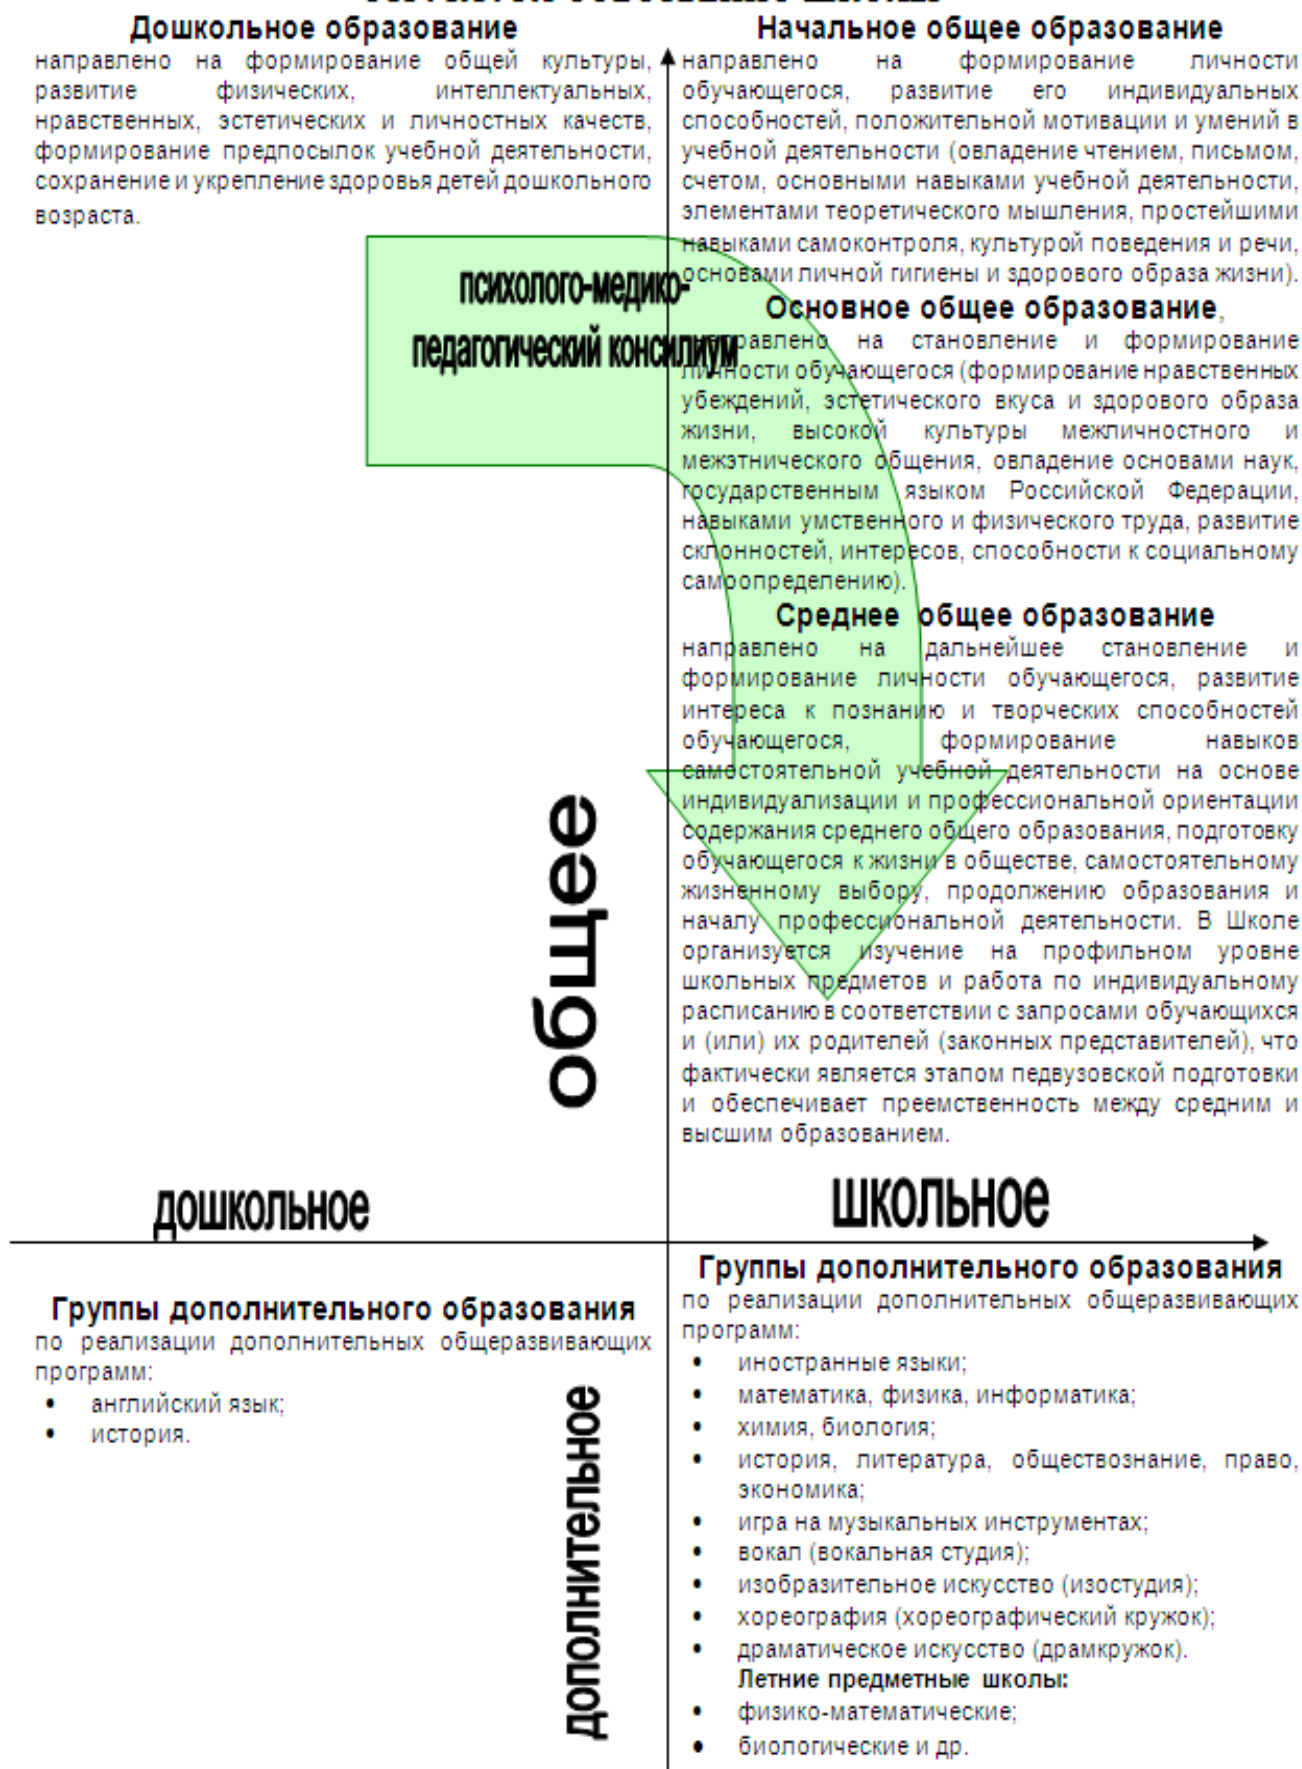 Дошкольное образование
направлено на формирование общей культуры,
развитие физических, интеллектуальных,
нравственных, эстетических и личностных качеств,
формирование предпосылок учебной деятельности,
сохранение и укрепление здоровья детей дошкольного
возраста.
психолого-медико-
педагогический консилиум
Начальное общее образование
направлено на формирование личности
обучающегося, развитие его индивидуальных
способностей, положительной мотивации и умений в
учебной деятельности (овладение чтением, письмом,
счетом, основными навыками учебной деятельности,
элементами теоретического мышления, простейшими
навыками самоконтроля, культурой поведения и речи,
основами личной гигиены и здорового образа жизни).
Основное общее образование,
направлено на становление и формирование
личности обучающегося (формирование нравственных
убеждений, эстетического вкуса и здорового образа
жизни, высокой культуры межличностного и
межэтнического общения, овладение основами наук,
государственным языком Российской Федерации,
навыками умственного и физического труда, развитие
склонностей, интересов, способности к социальному
самоопределению).
Среднее общее образование
направлено на дальнейшее становление и
формирование личности обучающегося, развитие
интереса к познанию и творческих способностей
обучающегося, формирование навыков
самостоятельной учебной деятельности на основе
индивидуализации и профессиональной ориентации
содержания среднего общего образования, подготовку
обучающегося к жизни в обществе, самостоятельному
жизненному выбору, продолжению образования и
началу профессиональной деятельности. В Школе
организуется изучение на профильном уровне
школьных предметов и работа по индивидуальному
расписанию в соответствии с запросами обучающихся
и (или) их родителей (законных представителей), что
фактически является этапом педвузовской подготовки
и обеспечивает преемственность между средним и
высшим образованием.
общее
дошкольное
школьное
Группы дополнительного образования
по реализации дополнительных общеразвивающих
программ:
• английский язык;
• история.
дополнительное
Группы дополнительного образования
по реализации дополнительных общеразвивающих
программ:
• иностранные языки;
• математика, физика, информатика;
• химия, биология;
• история, литература, обществознание, право,
экономика;
• игра на музыкальных инструментах;
• вокал (вокальная студия);
• изобразительное искусство (изостудия);
• хореография (хореографический кружок);
• драматическое искусство (драмкружок).
Летние предметные школы:
• физико-математические;
• биологические и др.